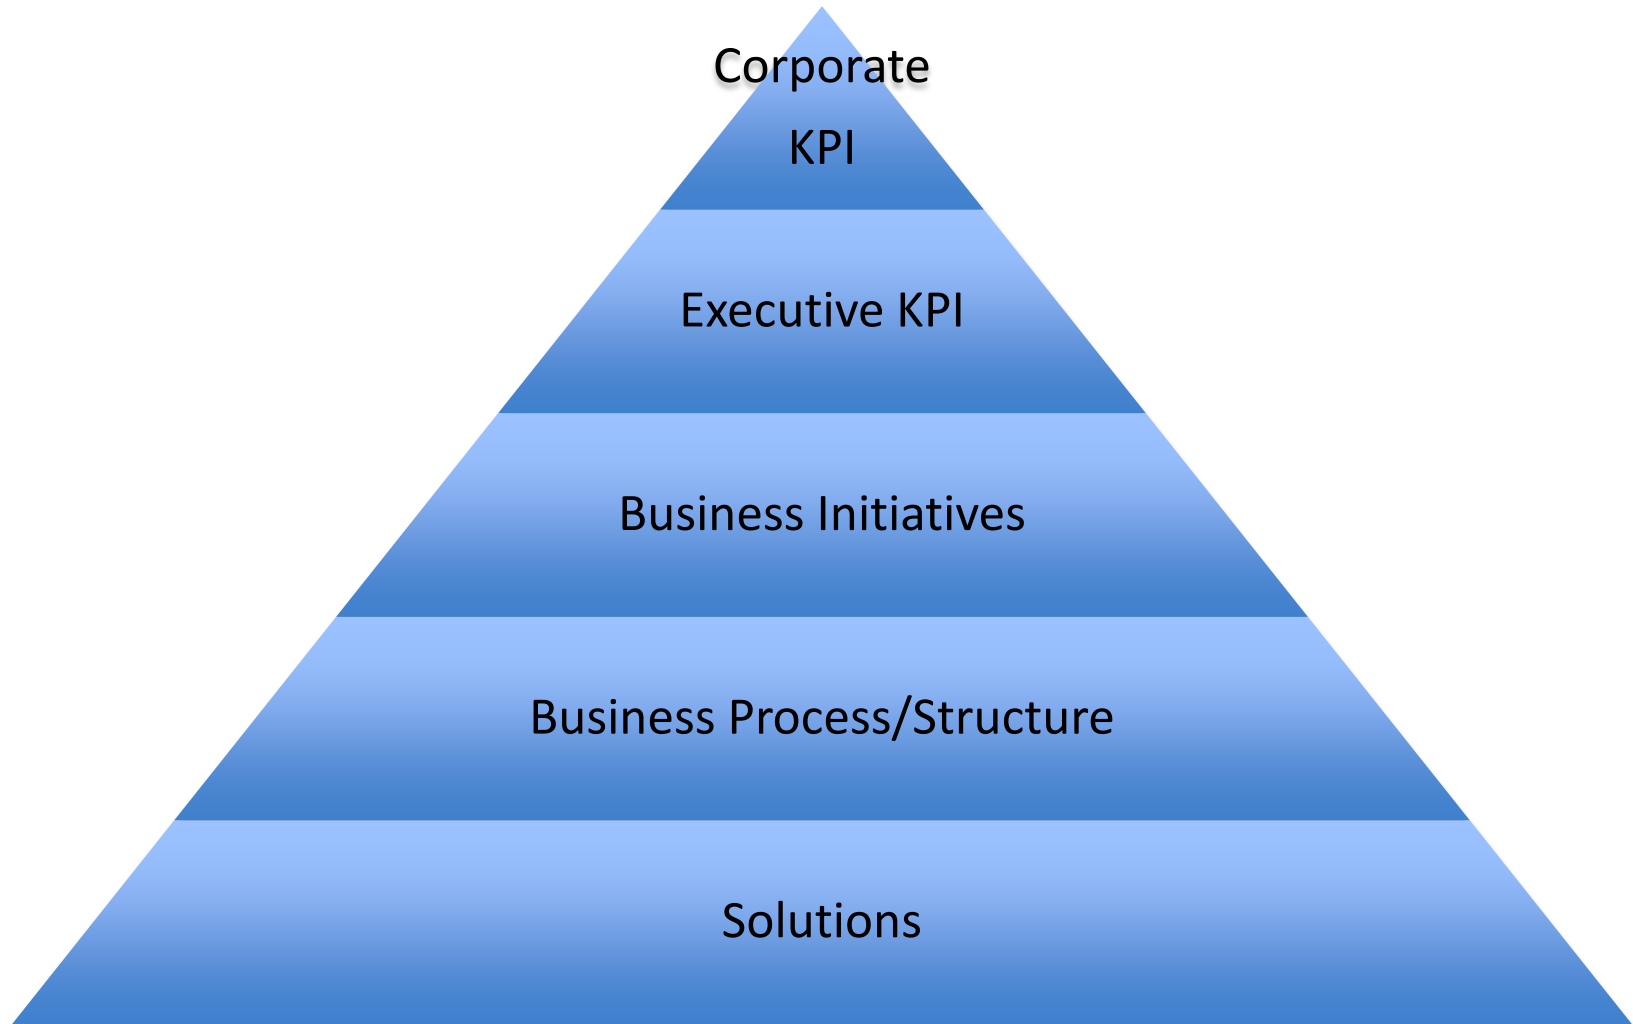 Corporate
KPI
Executive KPI
Business Initiatives
Business Process/Structure
Solutions